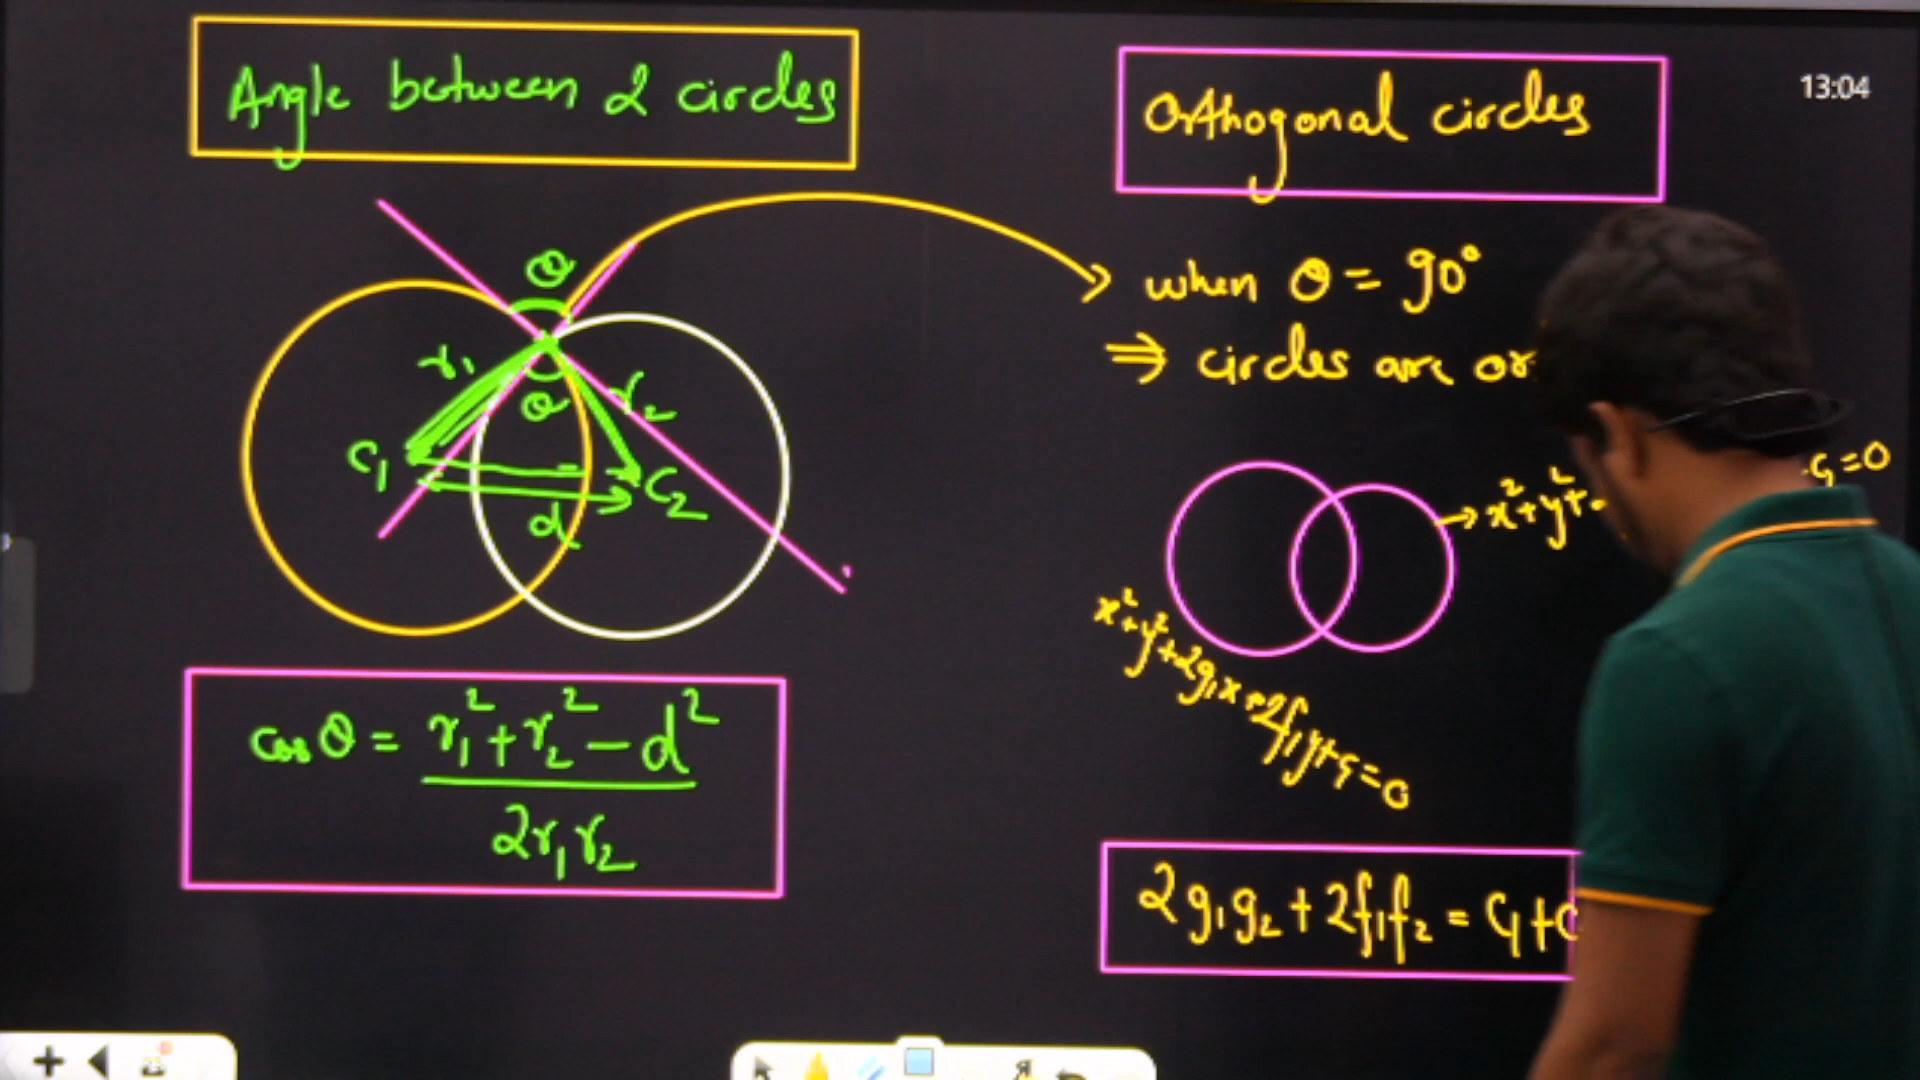 Angle between 2 circles
θ
r₁
r₂
θ
C₁
C₂
d
cos θ = r₁² + r₂² - d² / 2r₁r₂
Orthogonal circles
13:04
when θ = 90°
⇒ circles are or
x² + y² +
=0
x² + y² + 2g₁x + 2f₁y + c₁ = 0
2g₁g₂ + 2f₁f₂ = c₁ + c